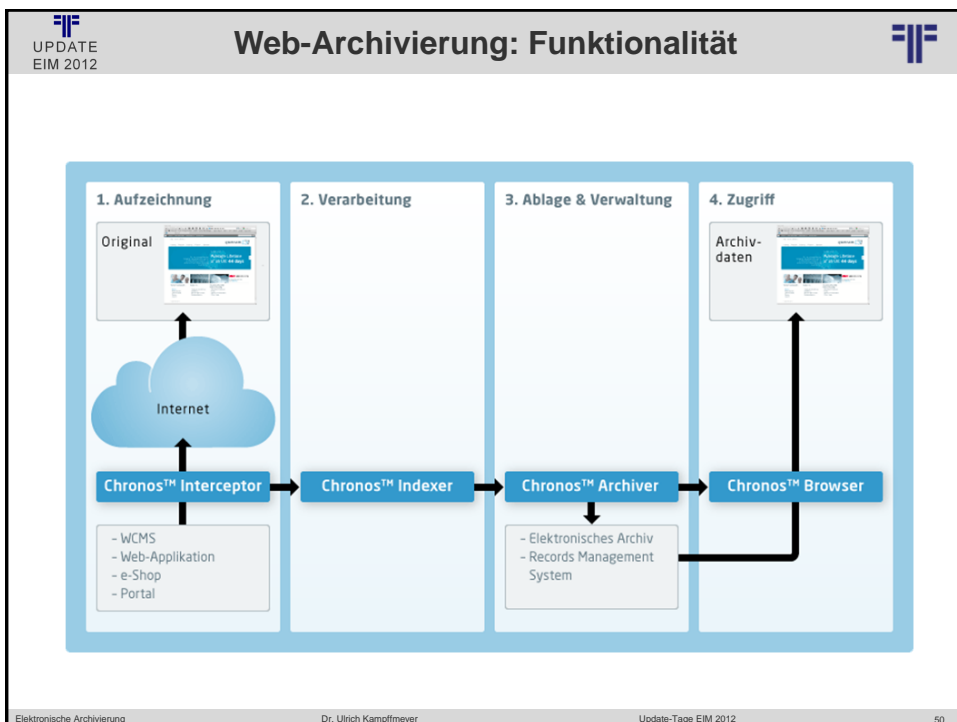 UPDATE
EIM 2012
Web-Archivierung: Funktionalität
1. Aufzeichnung
Original
Internet
Chronos™ Interceptor
– WCMS
– Web-Applikation
– e-Shop
– Portal
2. Verarbeitung
Chronos™ Indexer
3. Ablage & Verwaltung
Chronos™ Archiver
– Elektronisches Archiv
– Records Management
System
4. Zugriff
Archiv-
daten
Chronos™ Browser
Elektronische Archivierung
Dr. Ulrich Kampffmeyer
Update-Tage EIM 2012
50